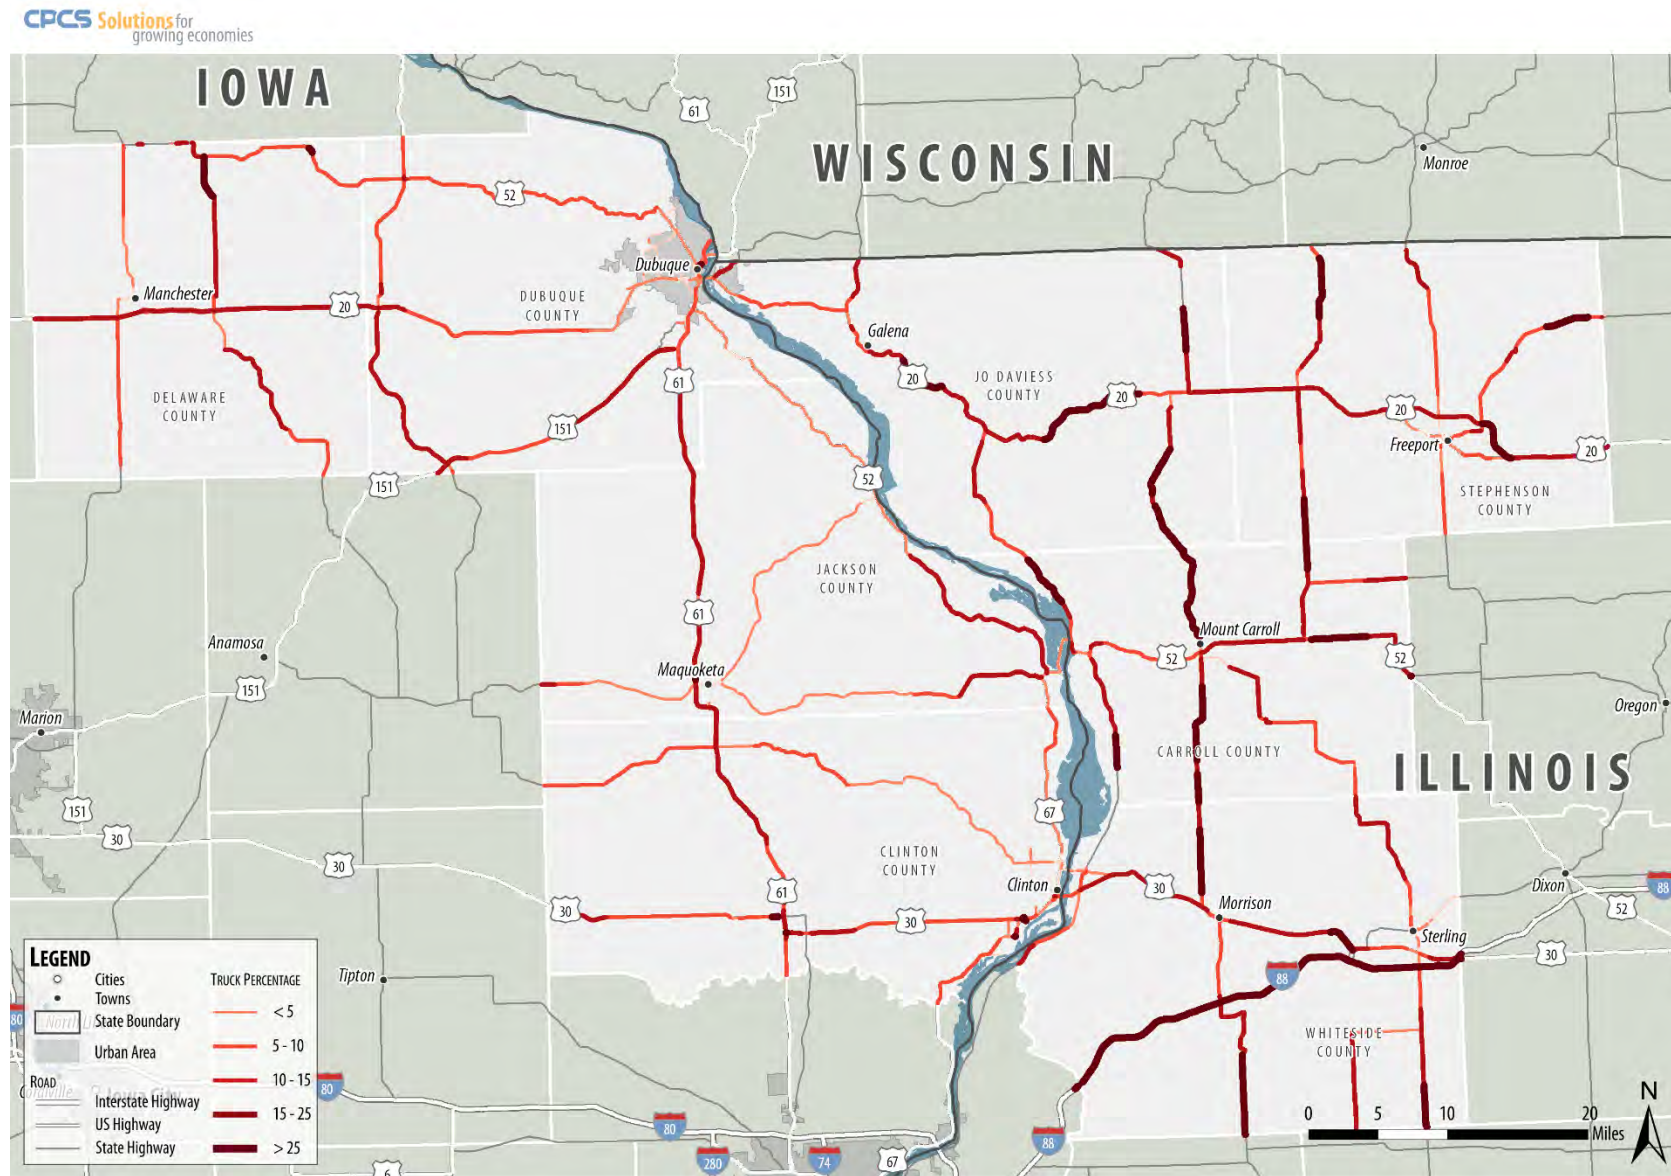 CPCS Solutions for
growing economies
IOWA
WISCONSIN
ILLINOIS
61
151
Monroe
52
Dubuque
Manchester
20
DUBUQUE
COUNTY
Galena
20
JO DAVIESS
COUNTY
20
20
DELAWARE
COUNTY
61
151
Freeport
20
151
52
STEPHENSON
COUNTY
JACKSON
COUNTY
61
Mount Carroll
Anamosa
52
52
Maquoketa
151
Marion
Oregon
CARROLL COUNTY
151
30
67
30
CLINTON
COUNTY
61
Clinton
30
Dixon
88
30
30
Morrison
52
Sterling
30
Tipton
88
WHITESIDE
COUNTY
80
80
80
88
280
74
67
6
LEGEND
Cities
Towns
State Boundary
Urban Area
ROAD
Interstate Highway
US Highway
State Highway
TRUCK PERCENTAGE
< 5
5 - 10
10 - 15
15 - 25
> 25
N
0 5 10 20
Miles